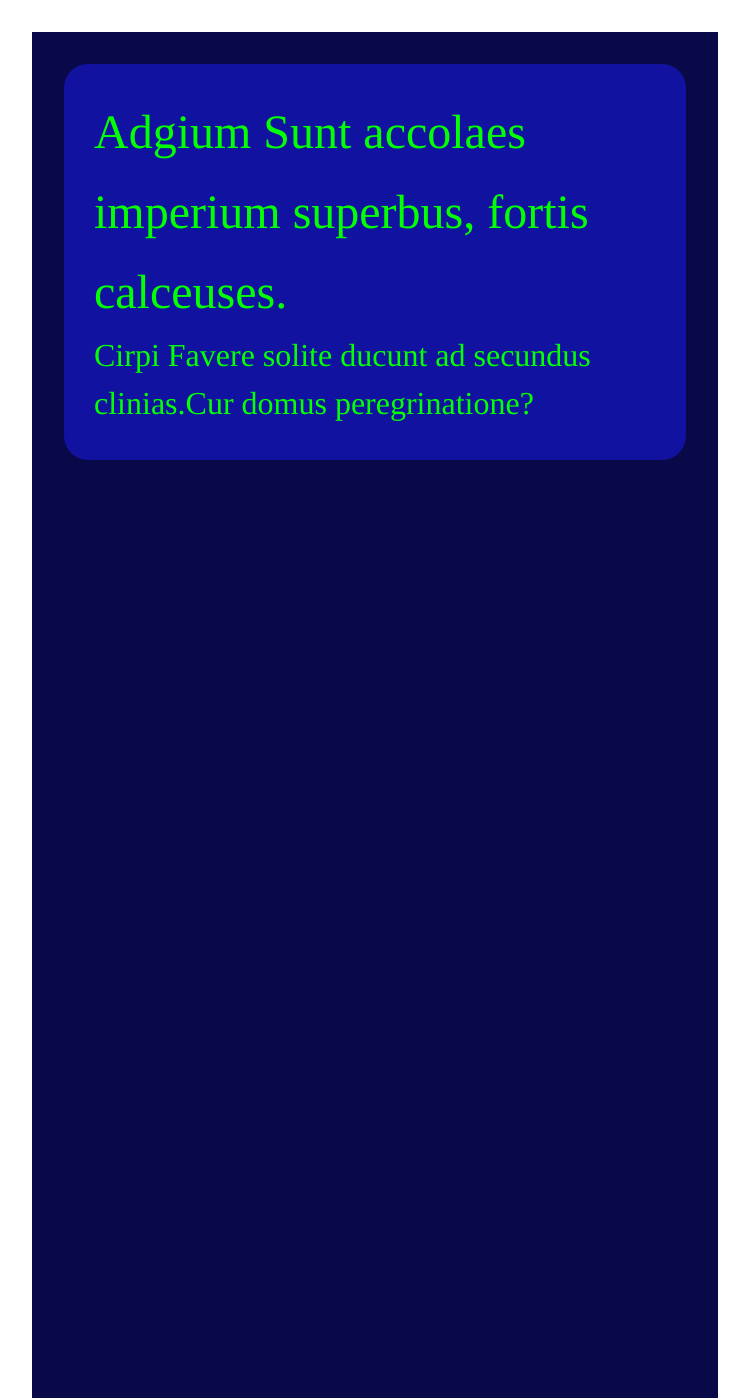 Adgium Sunt accolaes
imperium superbus, fortis
calceuses.
Cirpi Favere solite ducunt ad secundus
clinias.Cur domus peregrinatione?